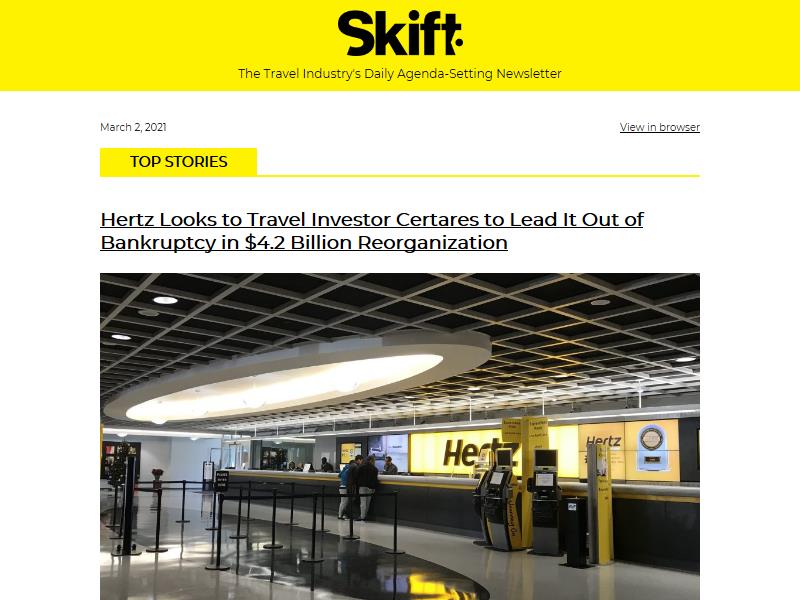 Skift.
The Travel Industry's Daily Agenda-Setting Newsletter
March 2, 2021
View in browser
TOP STORIES
Hertz Looks to Travel Investor Certares to Lead It Out of
Bankruptcy in $4.2 Billion Reorganization
Hertz
Hertz